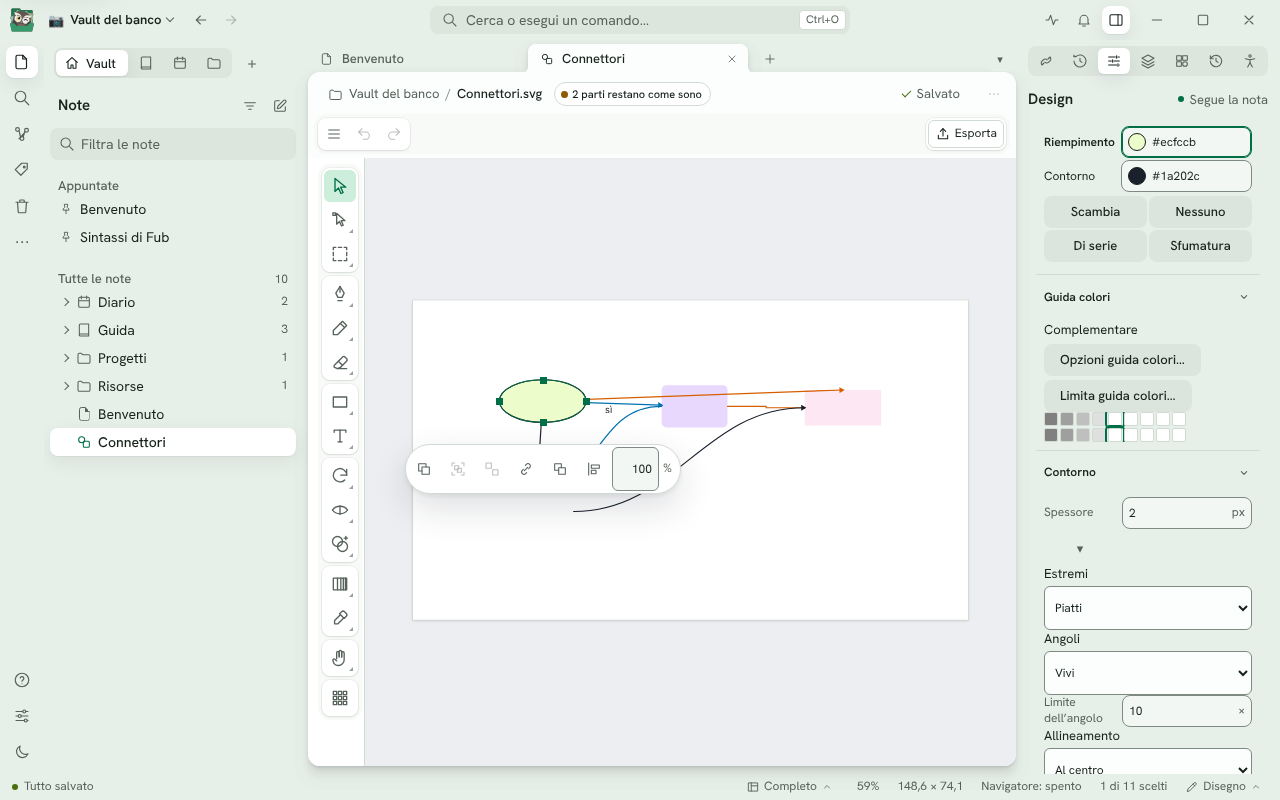 Vault del banco
Cerca o esegui un comando…
Ctrl+O
Vault
Benvenuto
Connettori
Note
Vault del banco / Connettori.svg
2 parti restano come sono
Salvato
Design
Segue la nota
Filtra le note
Esporta
Riempimento
#ecfccb
Contorno
#1a202c
Appuntate
Benvenuto
Sintassi di Fub
Scambia
Nessuno
Di serie
Sfumatura
Tutte le note
10
Diario
2
Guida
3
Progetti
1
Risorse
1
Benvenuto
Connettori
Guida colori
Complementare
Opzioni guida colori…
Limita guida colori…
sì
100
%
Contorno
Spessore
2
px
Estremi
Piatti
Angoli
Vivi
Limite dell'angolo
10
×
Allineamento
Al centro
Tutto salvato
Completo
59%
148,6 × 74,1
Navigatore: spento
1 di 11 scelti
Disegno